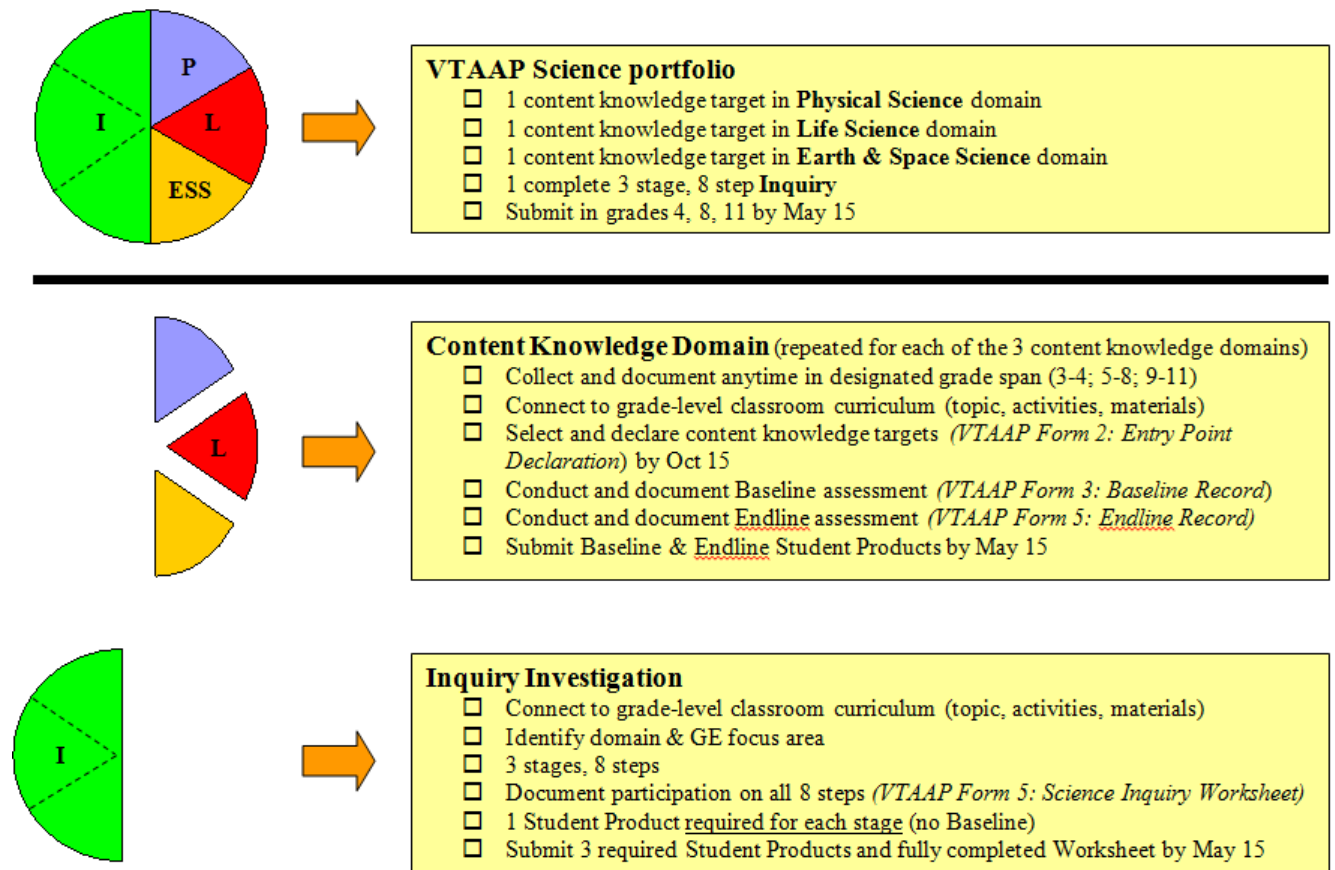 P
I
L
ESS
VTAAP Science portfolio
☐ 1 content knowledge target in Physical Science domain
☐ 1 content knowledge target in Life Science domain
☐ 1 content knowledge target in Earth & Space Science domain
☐ 1 complete 3 stage, 8 step Inquiry
☐ Submit in grades 4, 8, 11 by May 15
L
Content Knowledge Domain (repeated for each of the 3 content knowledge domains)
☐ Collect and document anytime in designated grade span (3-4; 5-8; 9-11)
☐ Connect to grade-level classroom curriculum (topic, activities, materials)
☐ Select and declare content knowledge targets (VTAAP Form 2: Entry Point
Declaration) by Oct 15
☐ Conduct and document Baseline assessment (VTAAP Form 3: Baseline Record)
☐ Conduct and document Endline assessment (VTAAP Form 5: Endline Record)
☐ Submit Baseline & Endline Student Products by May 15
I
Inquiry Investigation
☐ Connect to grade-level classroom curriculum (topic, activities, materials)
☐ Identify domain & GE focus area
☐ 3 stages, 8 steps
☐ Document participation on all 8 steps (VTAAP Form 5: Science Inquiry Worksheet)
☐ 1 Student Product required for each stage (no Baseline)
☐ Submit 3 required Student Products and fully completed Worksheet by May 15